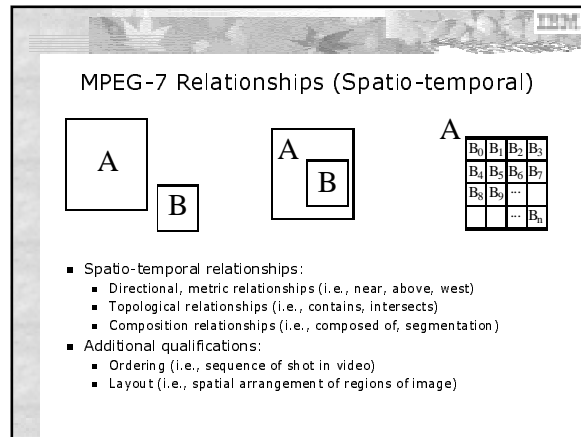 IBM
MPEG-7 Relationships (Spatio-temporal)
A
B
A
B
A
B0 B1 B2 B3
B4 B5 B6 B7
B8 B9 ...
... Bn
Spatio-temporal relationships:
Directional, metric relationships (i.e., near, above, west)
Topological relationships (i.e., contains, intersects)
Composition relationships (i.e., composed of, segmentation)
Additional qualifications:
Ordering (i.e., sequence of shot in video)
Layout (i.e., spatial arrangement of regions of image)